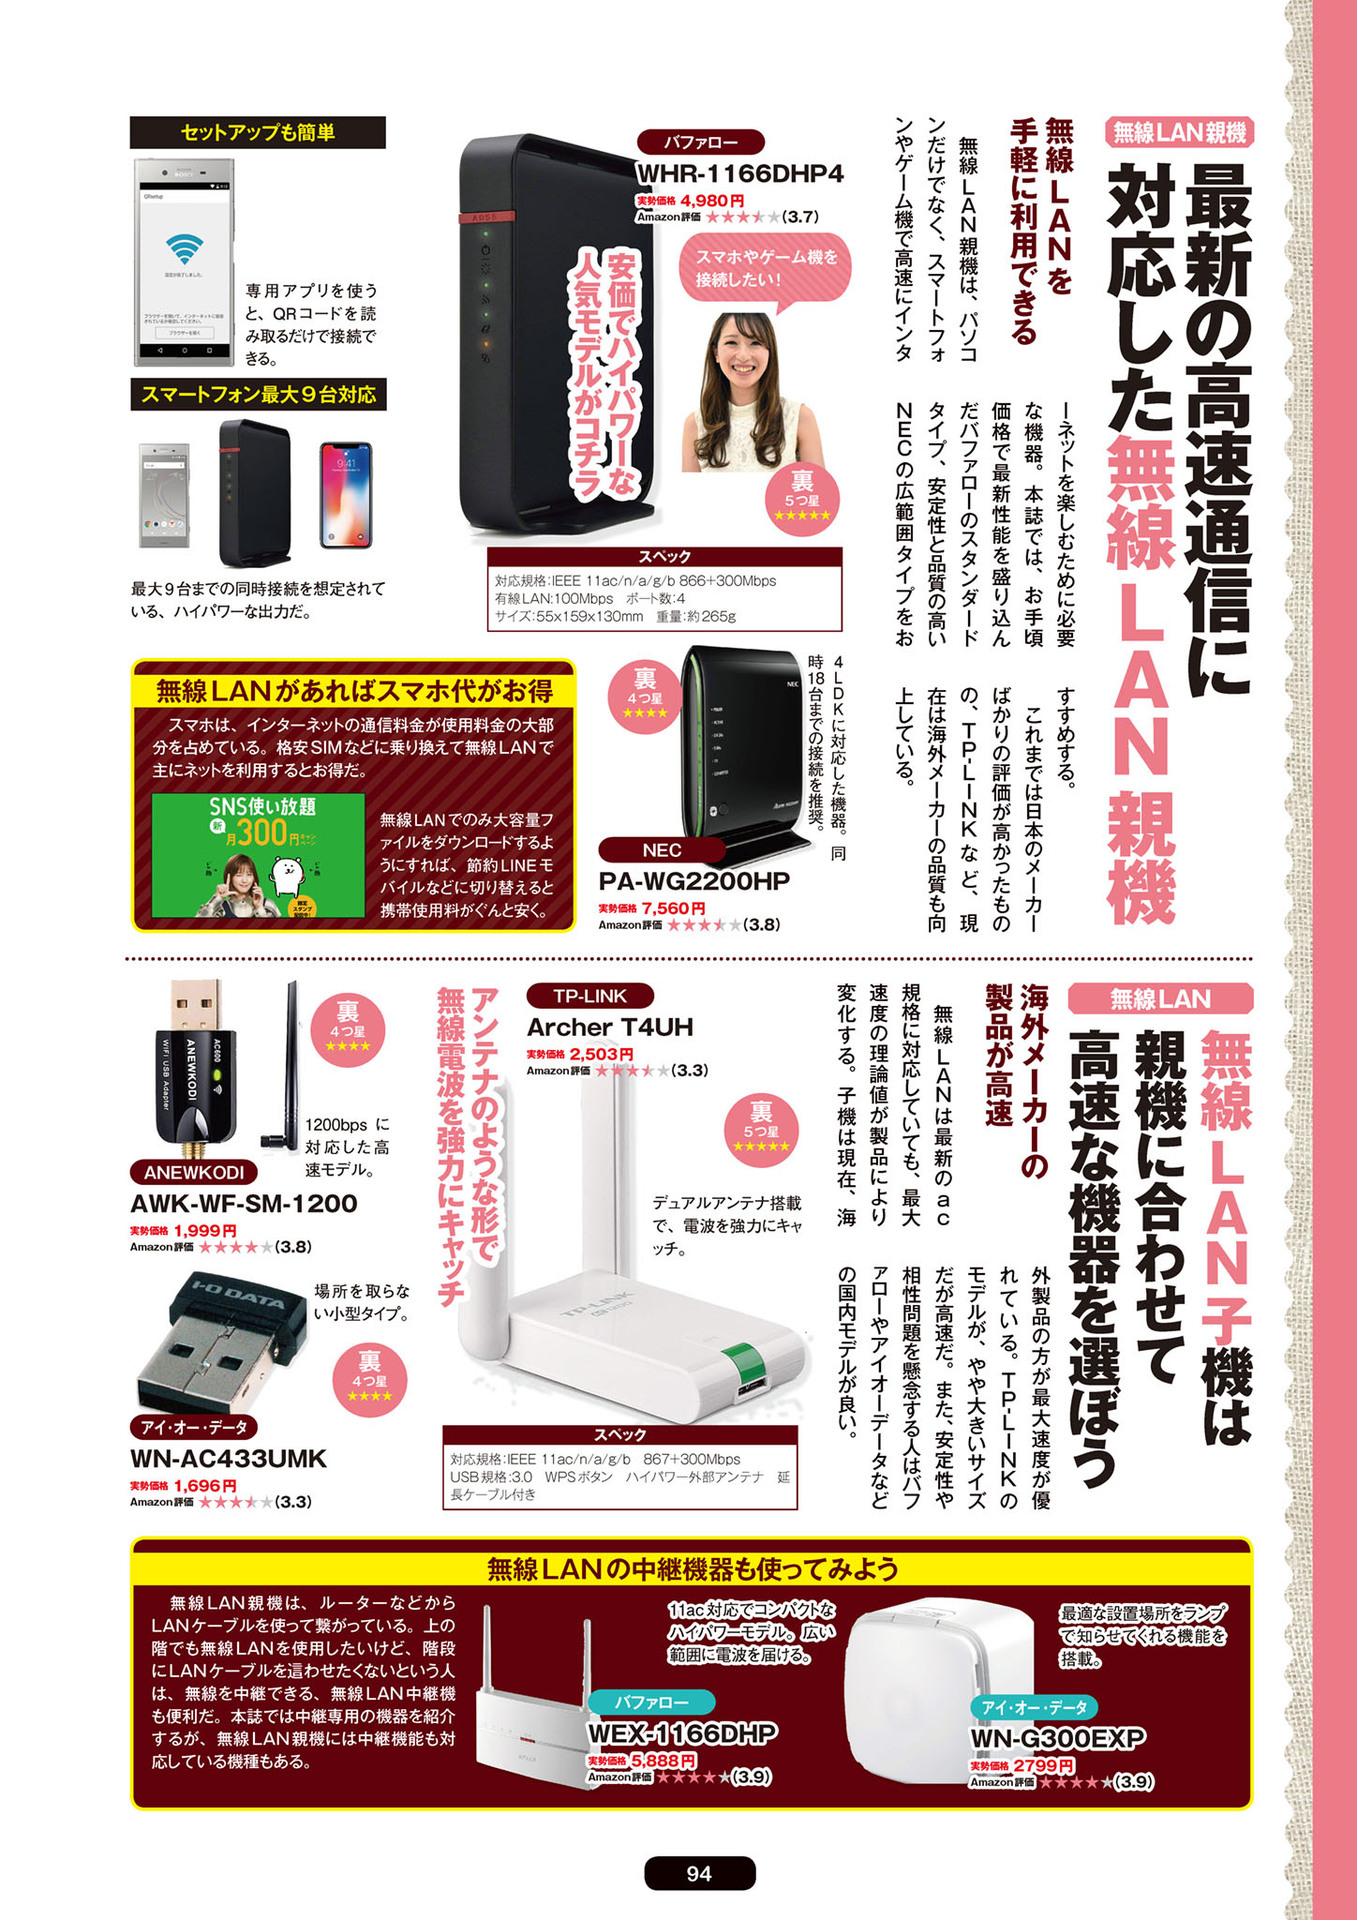 無線LAN親機
最新の高速通信に
対応した無線LAN親機
無線LANを
手軽に利用できる
無線LAN親機は、パソコ
ンだけでなく、スマートフォ
ンやゲーム機で高速にインタ
ーネットを楽しむために必要
な機器。本誌では、お手頃
価格で最新性能を盛り込ん
だバファローのスタンダード
タイプ、安定性と品質の高い
NECの広範囲タイプをお
すすめする。
これまでは日本のメーカー
ばかりの評価が高かったもの
の、TP-LINKなど、現
在は海外メーカーの品質も向
上している。
バファロー
WHR-1166DHP4
実勢価格 4,980円
Amazon評価 ★★★★★(3.7)
スマホやゲーム機を
接続したい!
安価でハイパワーな
人気モデルがコチラ
AOSS
裏
5つ星
★★★★★
スペック
対応規格:IEEE 11ac/n/a/g/b 866+300Mbps
有線LAN:100Mbps ポート数:4
サイズ:55x159x130mm 重量:約265g
セットアップも簡単
SONY
QRsetup
設定が完了しました。
専用アプリを使う
と、QRコードを読
み取るだけで接続で
きる。
スマートフォン最大9台対応
9:41
最大9台までの同時接続を想定されて
いる、ハイパワーな出力だ。
無線LANがあればスマホ代がお得
スマホは、インターネットの通信料金が使用料金の大部
分を占めている。格安SIMなどに乗り換えて無線LANで
主にネットを利用するとお得だ。
SNS使い放題
新
月300円
キャンペーン
限定
スタンプ
無線LANでのみ大容量フ
ァイルをダウンロードするよ
うにすれば、節約LINEモ
バイルなどに切り替えると
携帯使用料がぐんと安く。
裏
4つ星
★★★★
NEC
4LDKに対応した機器。同
時18台までの接続を推奨。
NEC
PA-WG2200HP
実勢価格 7,560円
Amazon評価 ★★★★★(3.8)
無線LAN
無線LAN子機は
親機に合わせて
高速な機器を選ぼう
海外メーカーの
製品が高速
無線LANは最新のac
規格に対応していても、最大
速度の理論値が製品により
変化する。子機は現在、海
外製品の方が最大速度が優
れている。TP-LINKの
モデルが、やや大きいサイズ
だが高速だ。また、安定性や
相性問題を懸念する人はバフ
ァローやアイオーデータなど
の国内モデルが良い。
TP-LINK
Archer T4UH
実勢価格 2,503円
Amazon評価 ★★★★★(3.3)
アンテナのような形で
無線電波を強力にキャッチ
裏
5つ星
★★★★★
デュアルアンテナ搭載
で、電波を強力にキャ
ッチ。
TP-LINK
スペック
対応規格:IEEE 11ac/n/a/g/b 867+300Mbps
USB規格:3.0 WPSボタン ハイパワー外部アンテナ 延
長ケーブル付き
AC600
ANEWKODI
WIFI USB Adapter
裏
4つ星
★★★★
1200bpsに
対応した高
速モデル。
ANEWKODI
AWK-WF-SM-1200
実勢価格 1,999円
Amazon評価 ★★★★★(3.8)
I-O DATA
場所を取らな
い小型タイプ。
裏
4つ星
★★★★
アイ・オー・データ
WN-AC433UMK
実勢価格 1,696円
Amazon評価 ★★★★★(3.3)
無線LANの中継機器も使ってみよう
無線LAN親機は、ルーターなどから
LANケーブルを使って繋がっている。上の
階でも無線LANを使用したいけど、階段
にLANケーブルを這わせたくないという人
は、無線を中継できる、無線LAN中継機
も便利だ。本誌では中継専用の機器を紹介
するが、無線LAN親機には中継機能も対
応している機種もある。
11ac対応でコンパクトな
ハイパワーモデル。広い
範囲に電波を届ける。
バファロー
WEX-1166DHP
実勢価格 5,888円
Amazon評価 ★★★★★(3.9)
最適な設置場所をランプ
で知らせてくれる機能を
搭載。
アイ・オー・データ
WN-G300EXP
実勢価格 2799円
Amazon評価 ★★★★★(3.9)
94